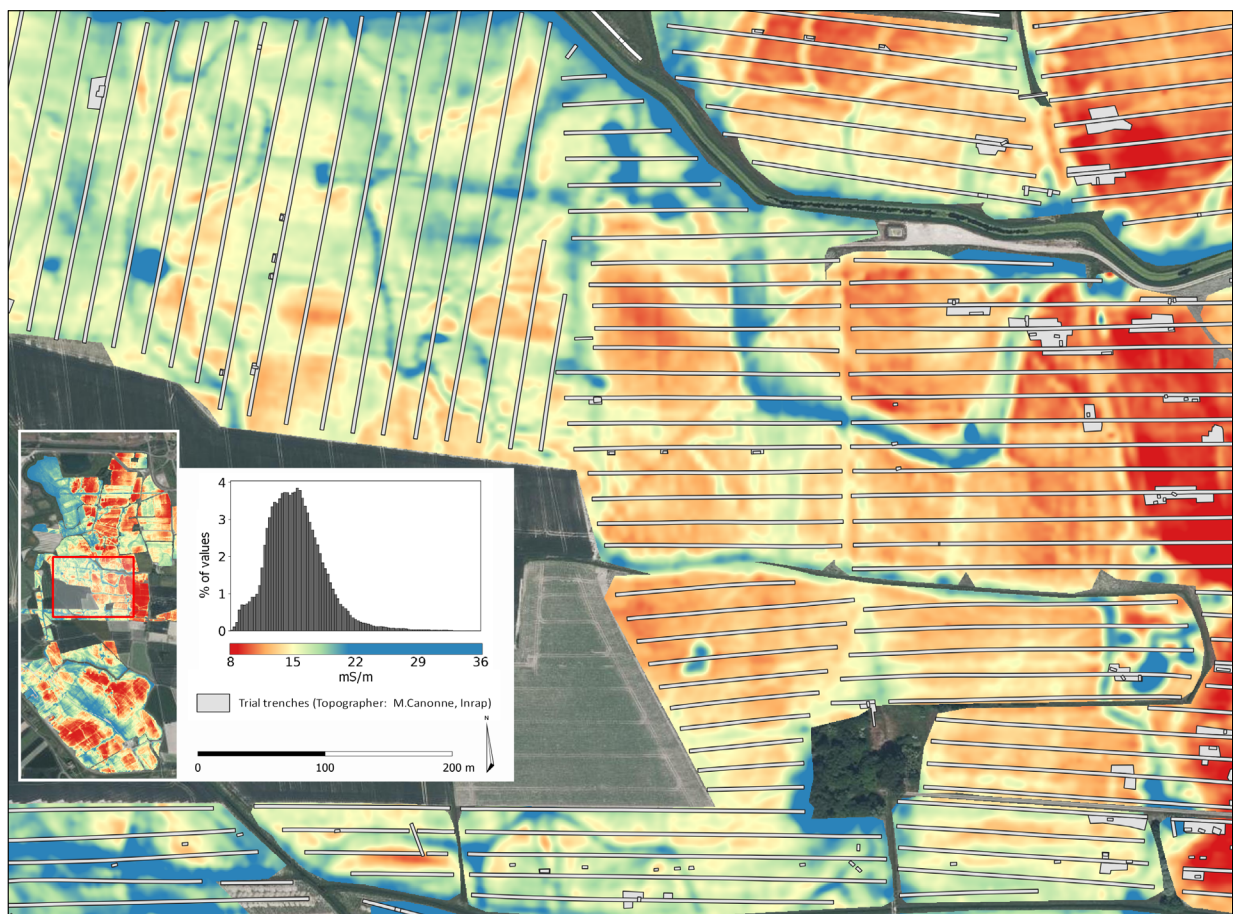 4
3
2
1
0
% of values
8 15 22 29 36
mS/m
Trial trenches (Topographer: M.Canonne, Inrap)
N
0 100 200 m